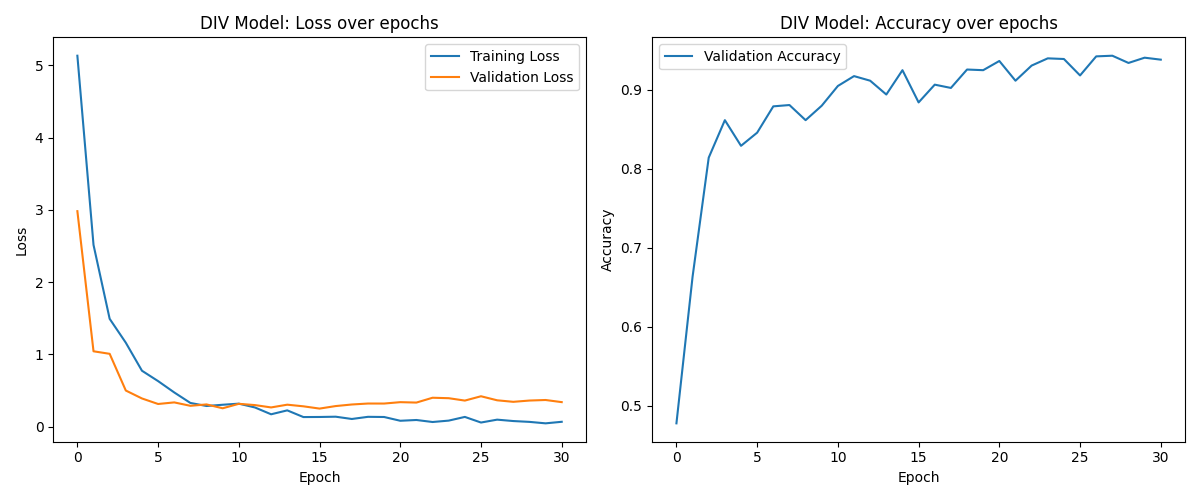 DIV Model: Loss over epochs
Training Loss
Validation Loss
Loss
5
4
3
2
1
0
0 5 10 15 20 25 30
Epoch
DIV Model: Accuracy over epochs
Validation Accuracy
Accuracy
0.9
0.8
0.7
0.6
0.5
0 5 10 15 20 25 30
Epoch